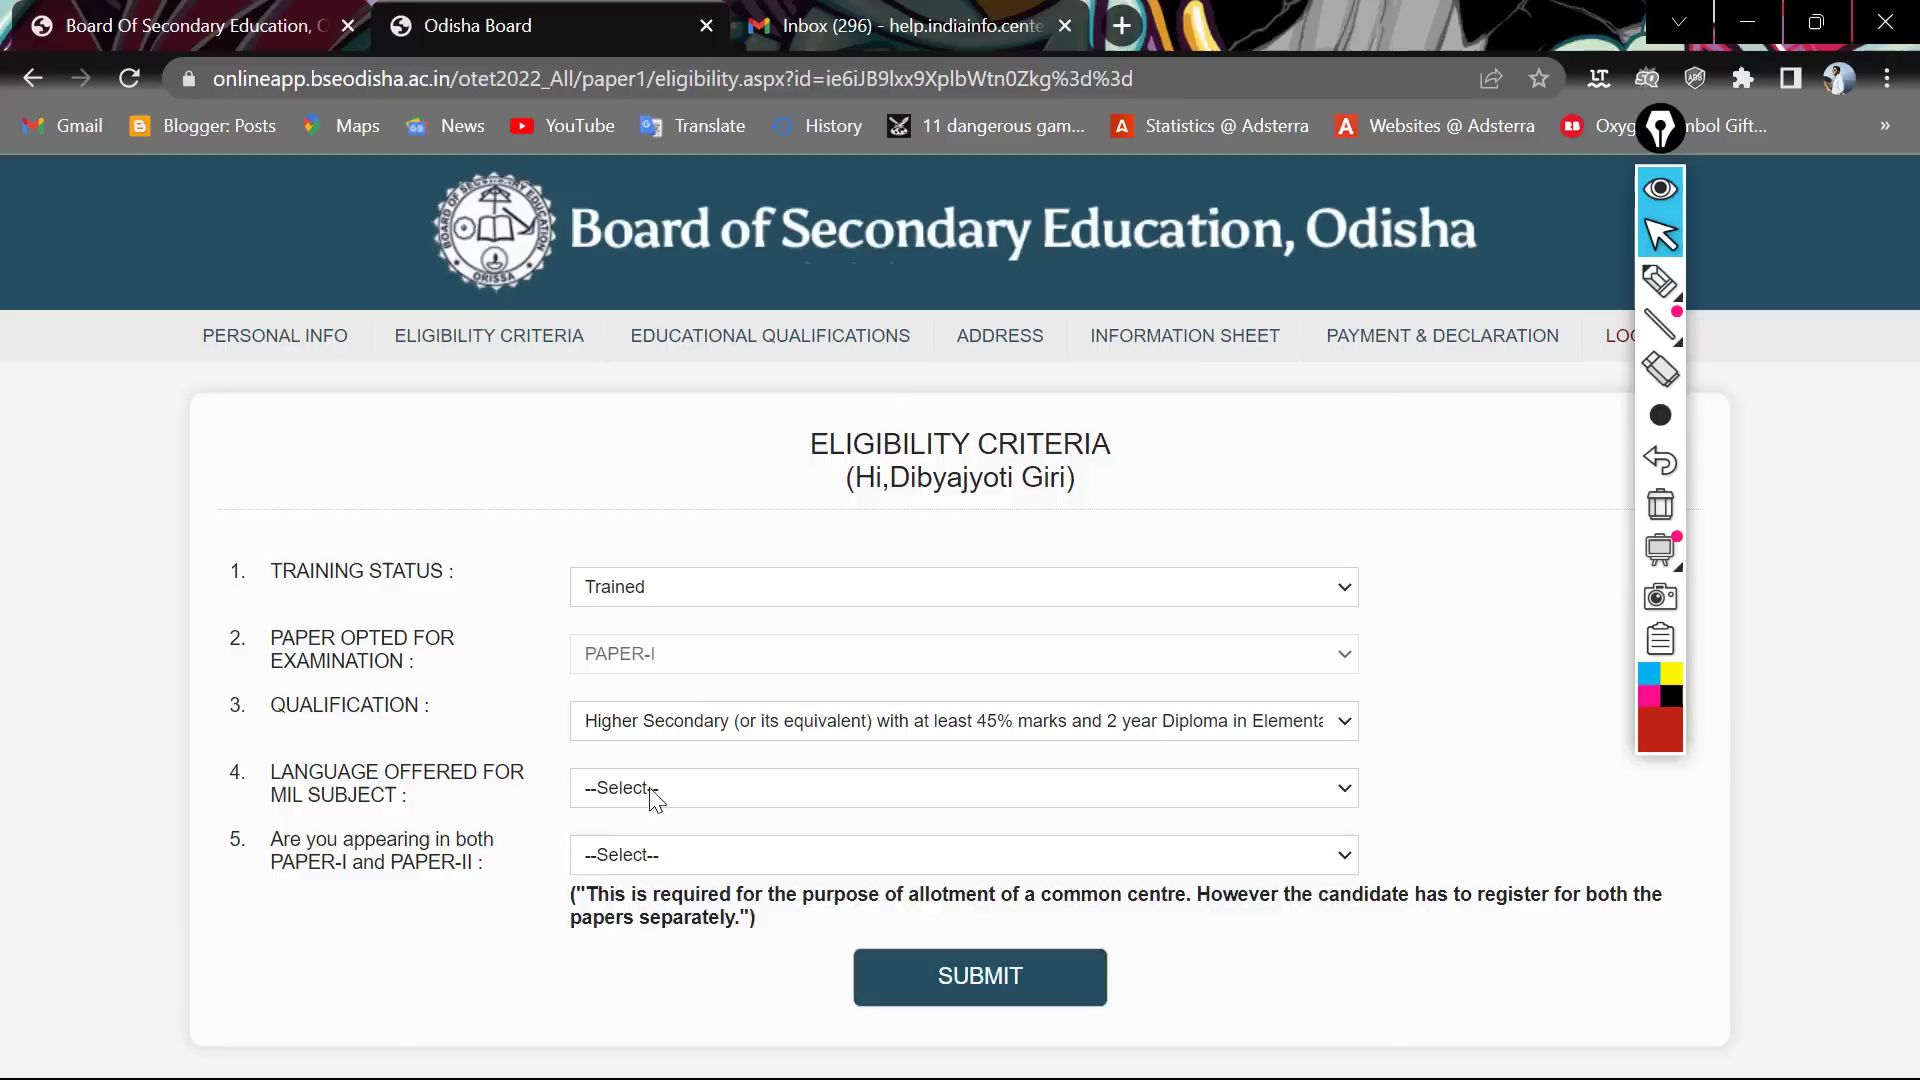 Board Of Secondary Education, O
Odisha Board
Inbox (296) - help.indiainfo.cente
onlineapp.bseodisha.ac.in/otet2022_All/paper1/eligibility.aspx?id=ie6iJB9lxx9XplbWtn0Zkg%3d%3d
Gmail
Blogger: Posts
Maps
News
YouTube
Translate
History
11 dangerous gam...
Statistics @ Adsterra
Websites @ Adsterra
Oxyg
mbol Gift...
»
BOARD OF SECONDARY EDUCATION
ORISSA
Board of Secondary Education, Odisha
PERSONAL INFO
ELIGIBILITY CRITERIA
EDUCATIONAL QUALIFICATIONS
ADDRESS
INFORMATION SHEET
PAYMENT & DECLARATION
LO
ELIGIBILITY CRITERIA
(Hi,Dibyajyoti Giri)
1. TRAINING STATUS :
Trained
2. PAPER OPTED FOR
EXAMINATION :
PAPER-I
3. QUALIFICATION :
Higher Secondary (or its equivalent) with at least 45% marks and 2 year Diploma in Elementa
4. LANGUAGE OFFERED FOR
MIL SUBJECT :
--Select--
5. Are you appearing in both
PAPER-I and PAPER-II :
--Select--
("This is required for the purpose of allotment of a common centre. However the candidate has to register for both the
papers separately.")
SUBMIT